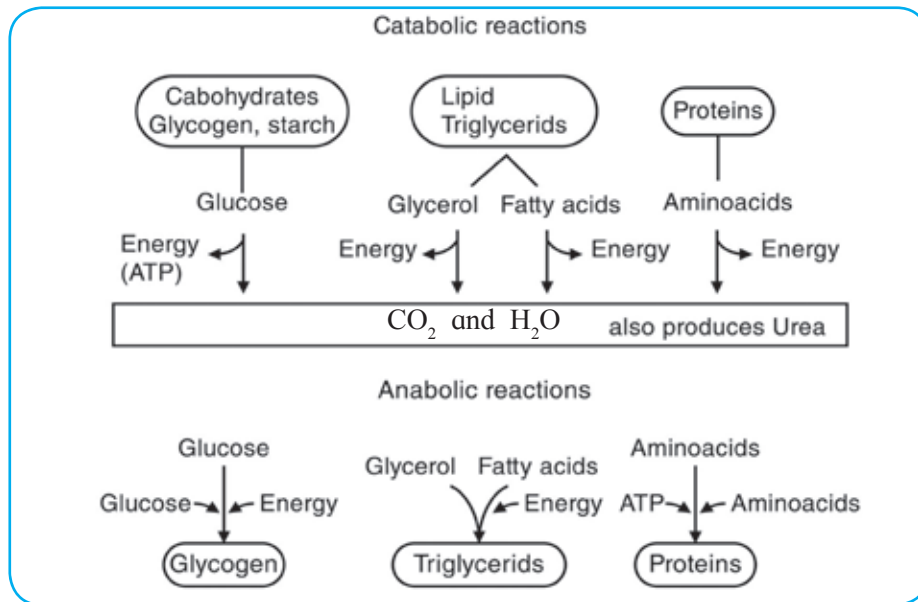 Catabolic reactions
Cabohydrates
Glycogen, starch
Lipid
Triglycerids
Proteins
Glucose
Glycerol
Fatty acids
Aminoacids
Energy
(ATP)
Energy
Energy
Energy
CO₂ and H₂O
also produces Urea
Anabolic reactions
Glucose
Glycerol
Fatty acids
Aminoacids
Glucose
Energy
Energy
ATP
Aminoacids
Glycogen
Triglycerids
Proteins